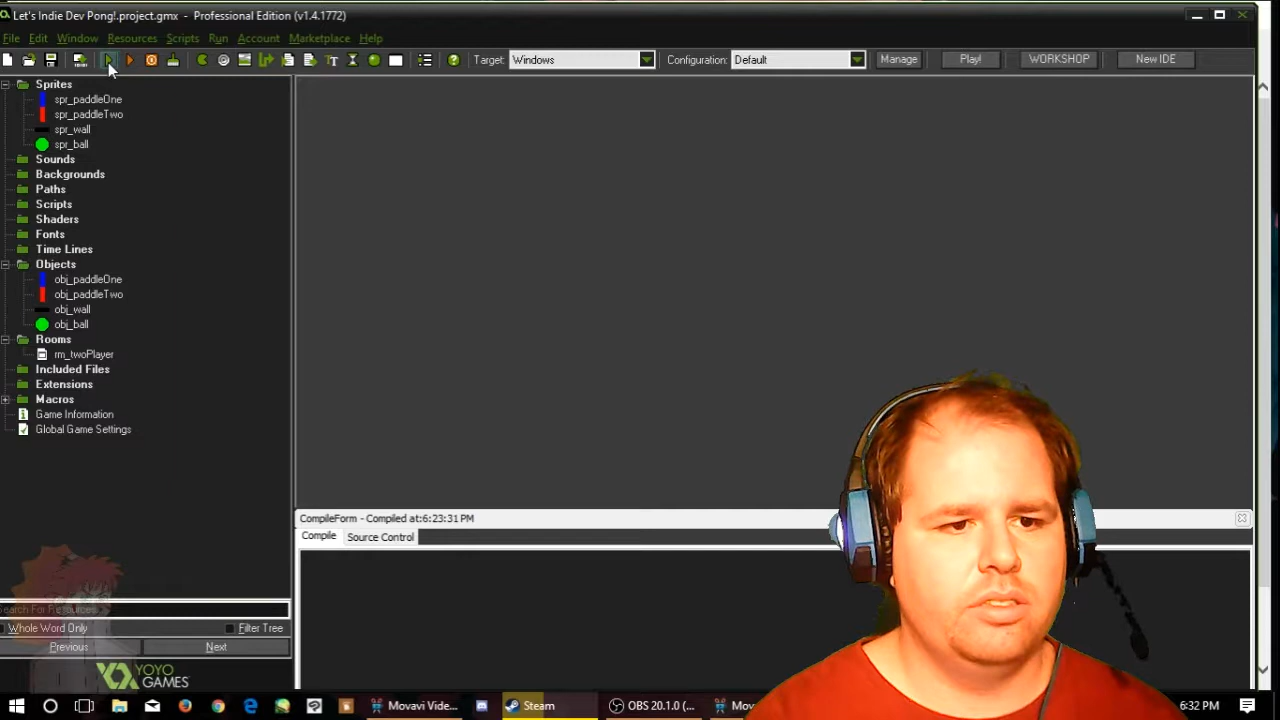 Let's Indie Dev Pong!.project.gmx - Professional Edition (v1.4.1772)
File Edit Window Resources Scripts Run Account Marketplace Help
Target: Windows Configuration: Default Manage Play! WORKSHOP New IDE
Sprites
spr_paddleOne
spr_paddleTwo
spr_wall
spr_ball
Sounds
Backgrounds
Paths
Scripts
Shaders
Fonts
Time Lines
Objects
obj_paddleOne
obj_paddleTwo
obj_wall
obj_ball
Rooms
rm_twoPlayer
Included Files
Extensions
Macros
Game Information
Global Game Settings
CompileForm - Compiled at:6:23:31 PM
Compile Source Control
Search For Resources
Whole Word Only Filter Tree
Previous Next
YOYO
GAMES
Movavi Vide... Steam OBS 20.1.0 (... Mov 6:32 PM